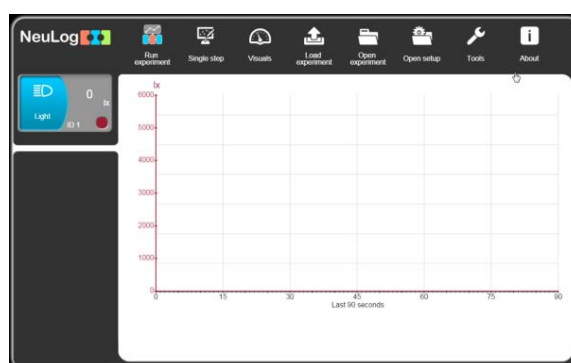 NeuLog
Run experiment
Single step
Visuals
Load experiment
Open experiment
Open setup
Tools
About
Light
0
lx
ID 1
lx
6000
5000
4000
3000
2000
1000
0
0 15 30 45 60 75 90
Last 90 seconds